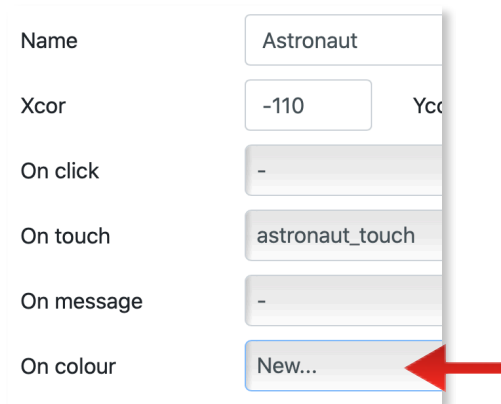 Name Astronaut
Xcor -110
On click -
On touch astronaut_touch
On message -
On colour New...